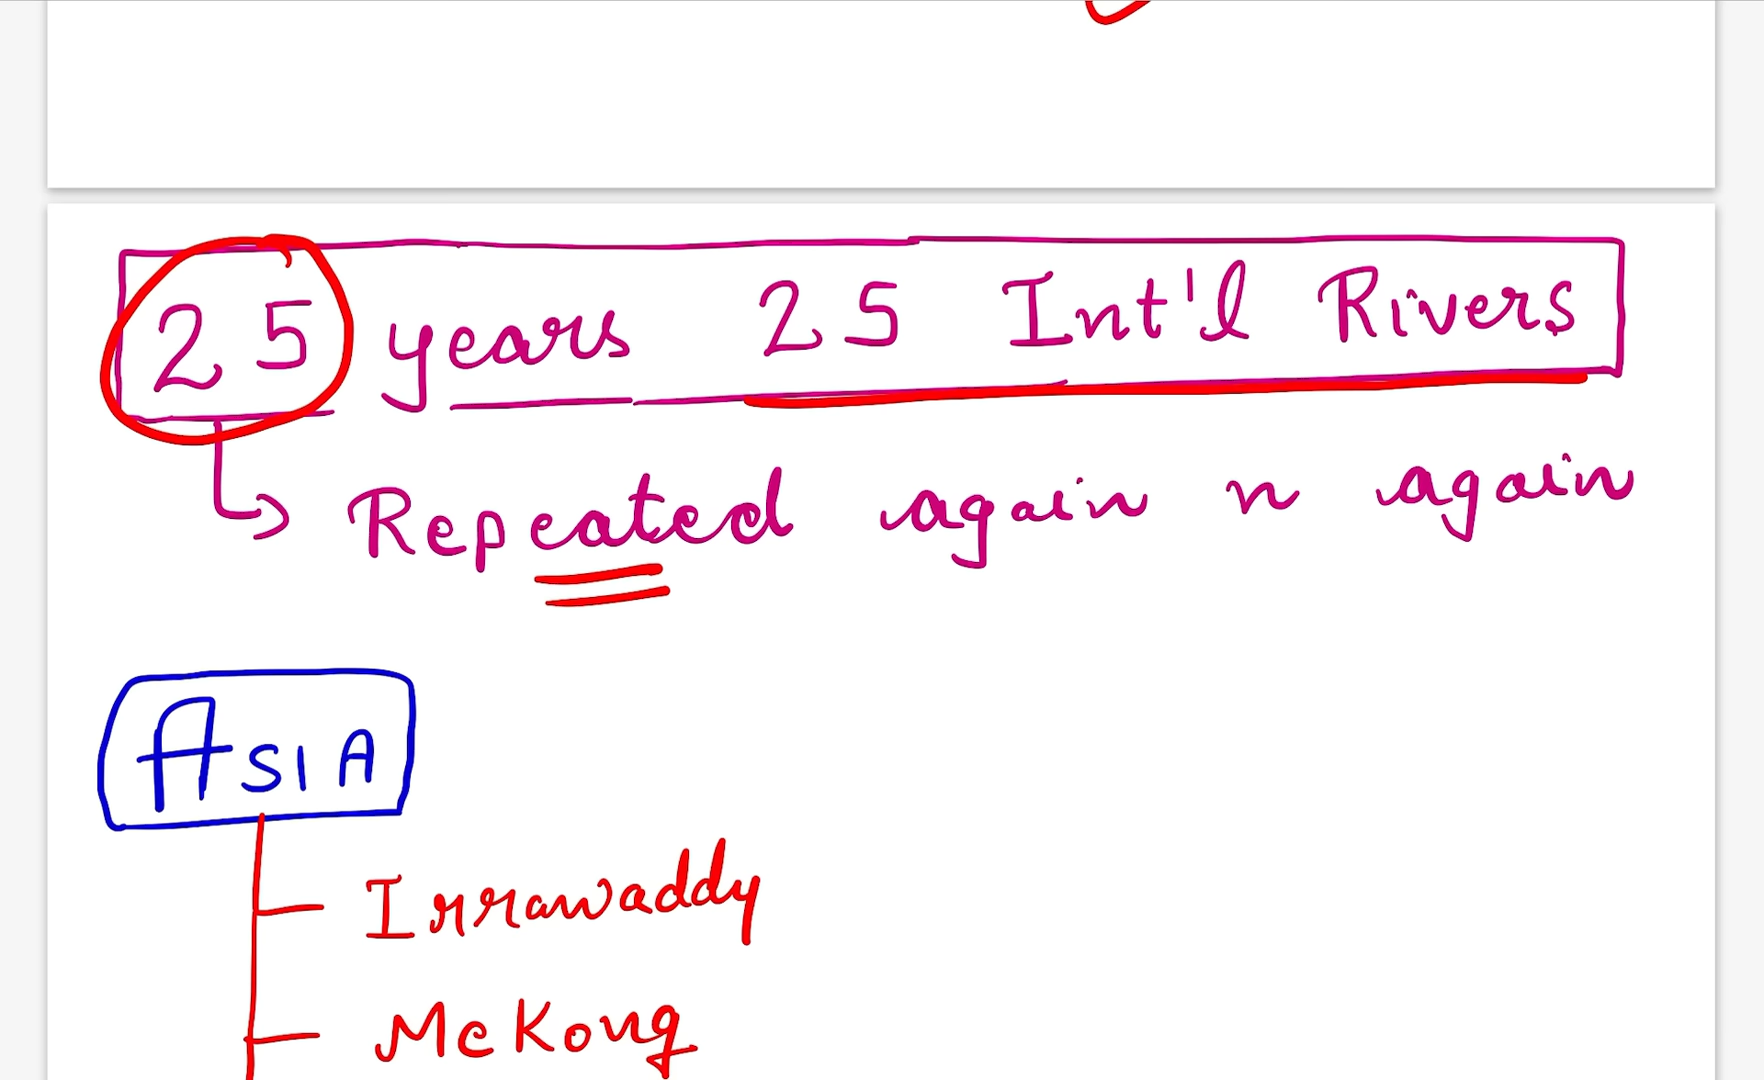 25 years 25 Int'l Rivers
Repeated again n again
ASIA
Irrawaddy
Mekong